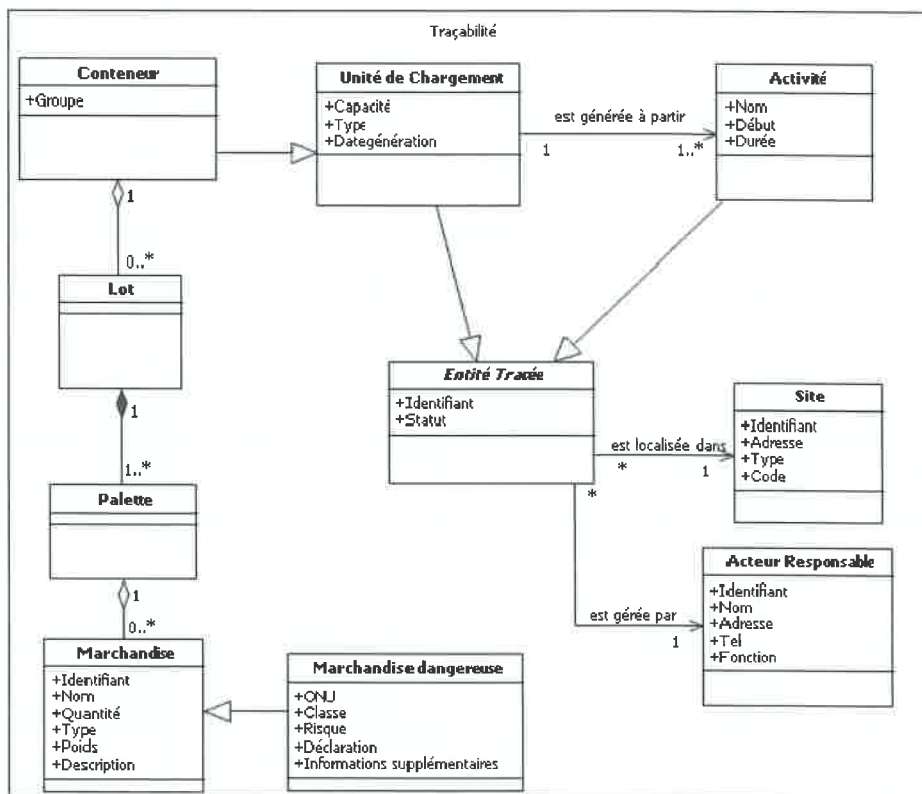 Traçabilité
Conteneur
+Groupe
Unité de Chargement
+Capacité
+Type
+Dategénération
est générée à partir
1
1..*
Activité
+Nom
+Début
+Durée
1
0..*
Lot
1
1..*
Palette
1
0..*
Marchandise
+Identifiant
+Nom
+Quantité
+Type
+Poids
+Description
Marchandise dangereuse
+ONU
+Classe
+Risque
+Déclaration
+Informations supplémentaires
Entité Tracée
+Identifiant
+Statut
est localisée dans
*
1
Site
+Identifiant
+Adresse
+Type
+Code
*
est gérée par
1
Acteur Responsable
+Identifiant
+Nom
+Adresse
+Tel
+Fonction